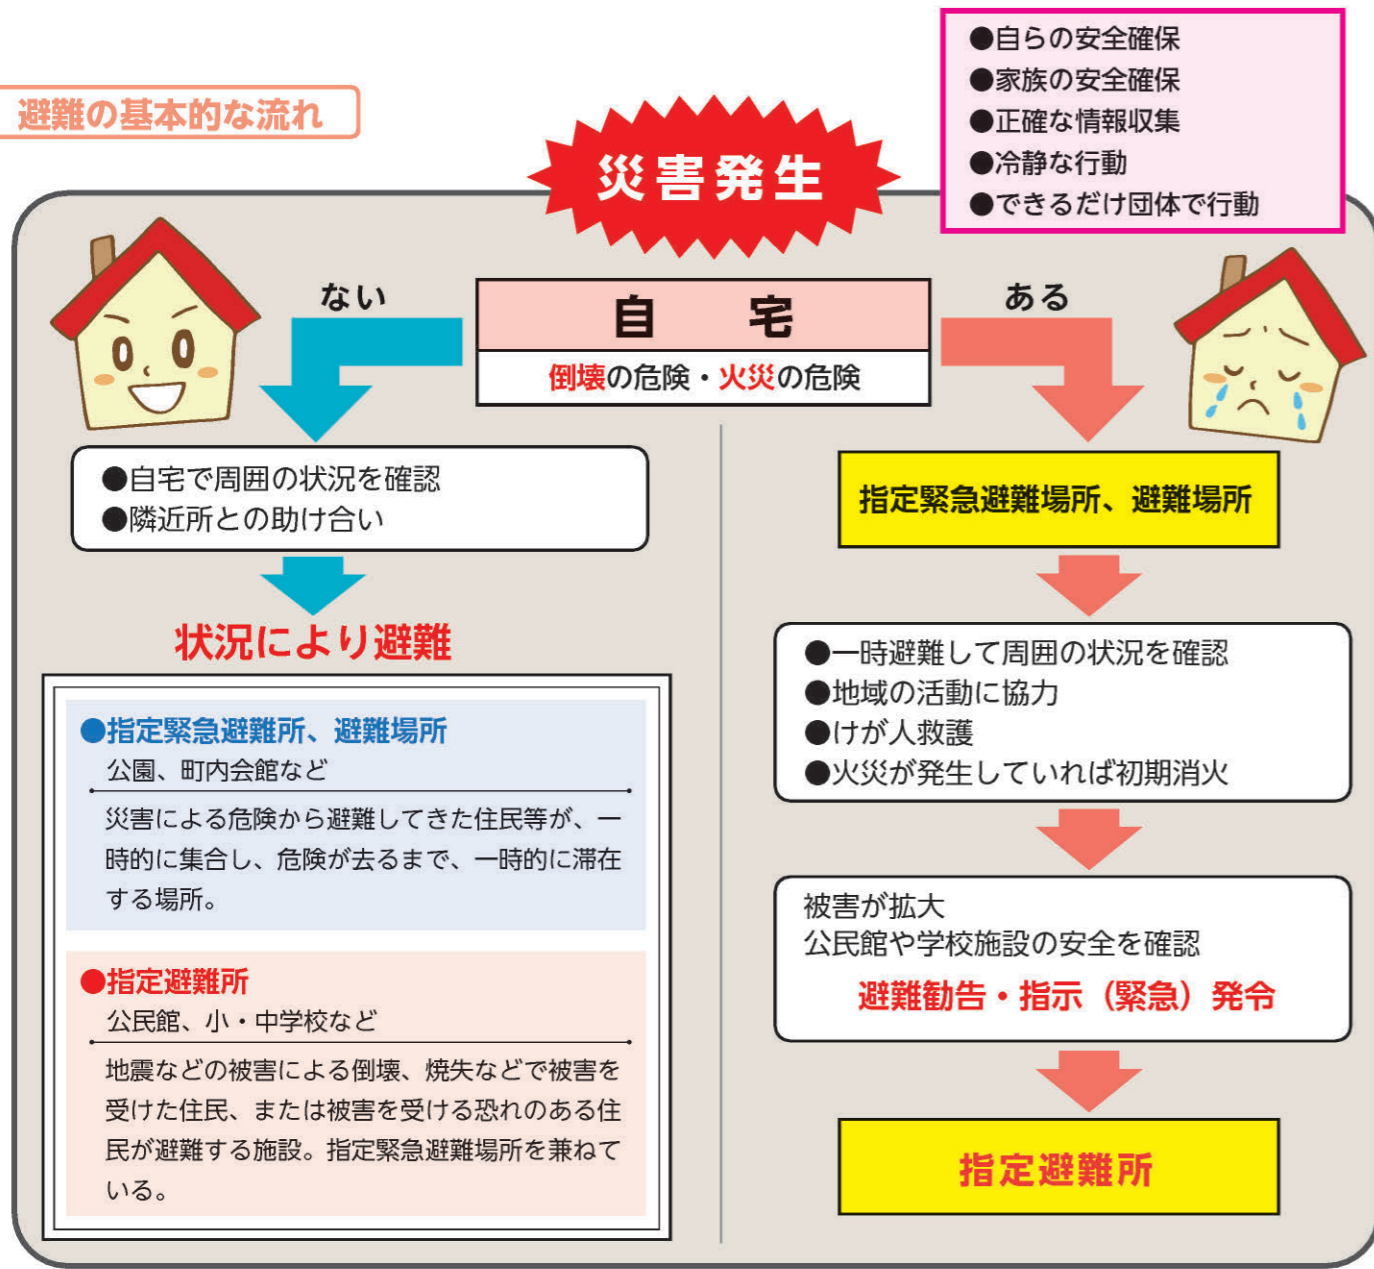 避難の基本的な流れ
災害発生
●自らの安全確保
●家族の安全確保
●正確な情報収集
●冷静な行動
●できるだけ団体で行動
自　宅
倒壊の危険・火災の危険
ない
●自宅で周囲の状況を確認
●隣近所との助け合い
状況により避難
●指定緊急避難所、避難場所
公園、町内会館など
災害による危険から避難してきた住民等が、一
時的に集合し、危険が去るまで、一時的に滞在
する場所。
●指定避難所
公民館、小・中学校など
地震などの被害による倒壊、焼失などで被害を
受けた住民、または被害を受ける恐れのある住
民が避難する施設。指定緊急避難場所を兼ねて
いる。
ある
指定緊急避難場所、避難場所
●一時避難して周囲の状況を確認
●地域の活動に協力
●けが人救護
●火災が発生していれば初期消火
被害が拡大
公民館や学校施設の安全を確認
避難勧告・指示（緊急）発令
指定避難所